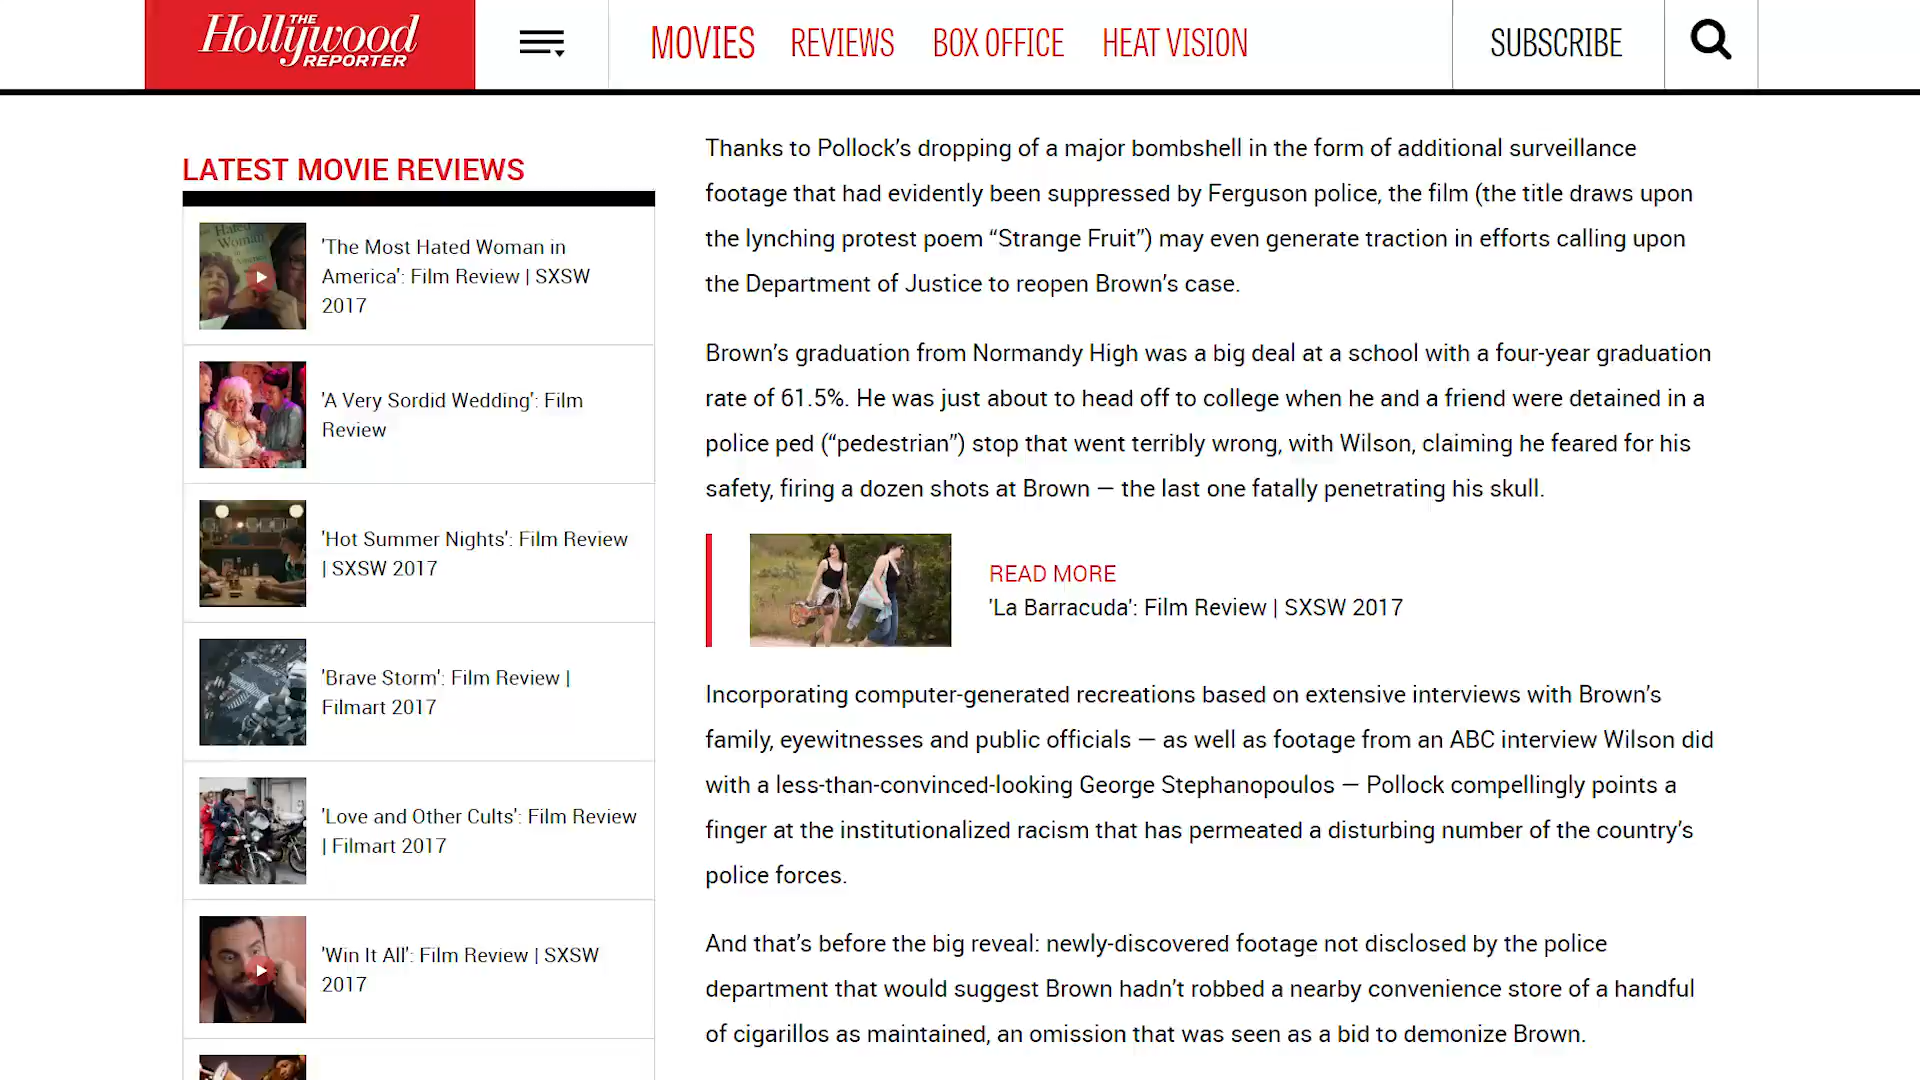 THE
Hollywood
REPORTER
MOVIES
REVIEWS
BOX OFFICE
HEAT VISION
SUBSCRIBE
LATEST MOVIE REVIEWS
Hated
Woman
'The Most Hated Woman in
America': Film Review | SXSW
2017
'A Very Sordid Wedding': Film
Review
'Hot Summer Nights': Film Review
| SXSW 2017
'Brave Storm': Film Review |
Filmart 2017
'Love and Other Cults': Film Review
| Filmart 2017
'Win It All': Film Review | SXSW
2017
Thanks to Pollock’s dropping of a major bombshell in the form of additional surveillance
footage that had evidently been suppressed by Ferguson police, the film (the title draws upon
the lynching protest poem “Strange Fruit”) may even generate traction in efforts calling upon
the Department of Justice to reopen Brown’s case.
Brown’s graduation from Normandy High was a big deal at a school with a four-year graduation
rate of 61.5%. He was just about to head off to college when he and a friend were detained in a
police ped (“pedestrian”) stop that went terribly wrong, with Wilson, claiming he feared for his
safety, firing a dozen shots at Brown — the last one fatally penetrating his skull.
READ MORE
'La Barracuda': Film Review | SXSW 2017
Incorporating computer-generated recreations based on extensive interviews with Brown’s
family, eyewitnesses and public officials — as well as footage from an ABC interview Wilson did
with a less-than-convinced-looking George Stephanopoulos — Pollock compellingly points a
finger at the institutionalized racism that has permeated a disturbing number of the country’s
police forces.
And that’s before the big reveal: newly-discovered footage not disclosed by the police
department that would suggest Brown hadn’t robbed a nearby convenience store of a handful
of cigarillos as maintained, an omission that was seen as a bid to demonize Brown.